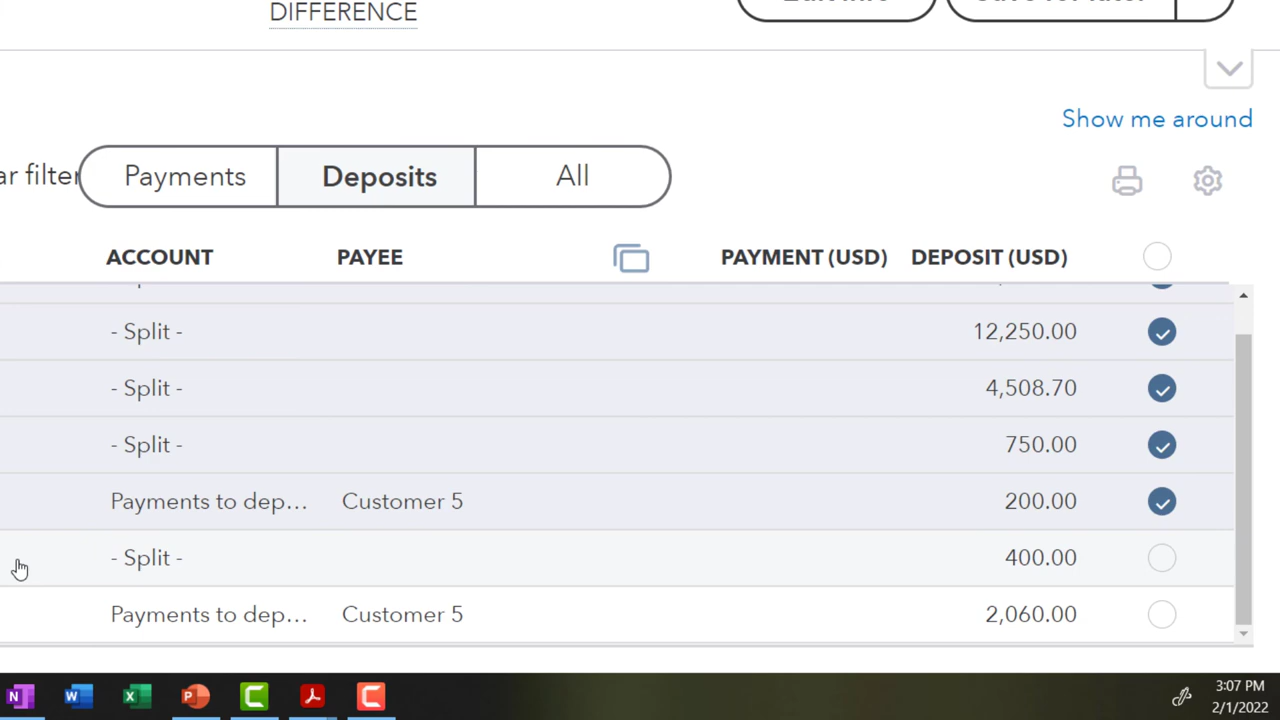 DIFFERENCE
Show me around
ar filter
Payments
Deposits
All
ACCOUNT PAYEE PAYMENT (USD) DEPOSIT (USD)
- Split - 12,250.00
- Split - 4,508.70
- Split - 750.00
Payments to dep... Customer 5 200.00
- Split - 400.00
Payments to dep... Customer 5 2,060.00
3:07 PM
2/1/2022